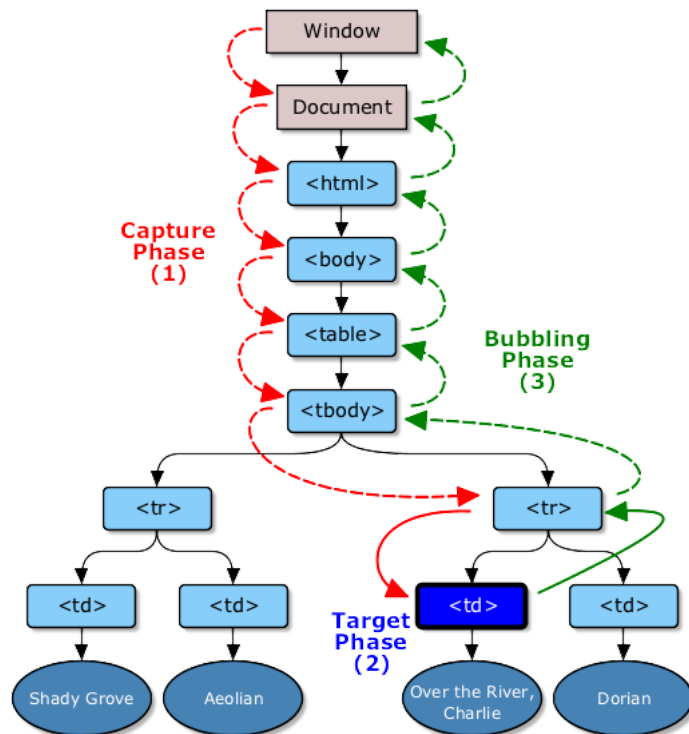 Window
Document
<html>
Capture
Phase
(1)
<body>
<table>
Bubbling
Phase
(3)
<tbody>
<tr>
<tr>
<td>
<td>
<td>
<td>
Target
Phase
(2)
Shady Grove
Aeolian
Over the River,
Charlie
Dorian